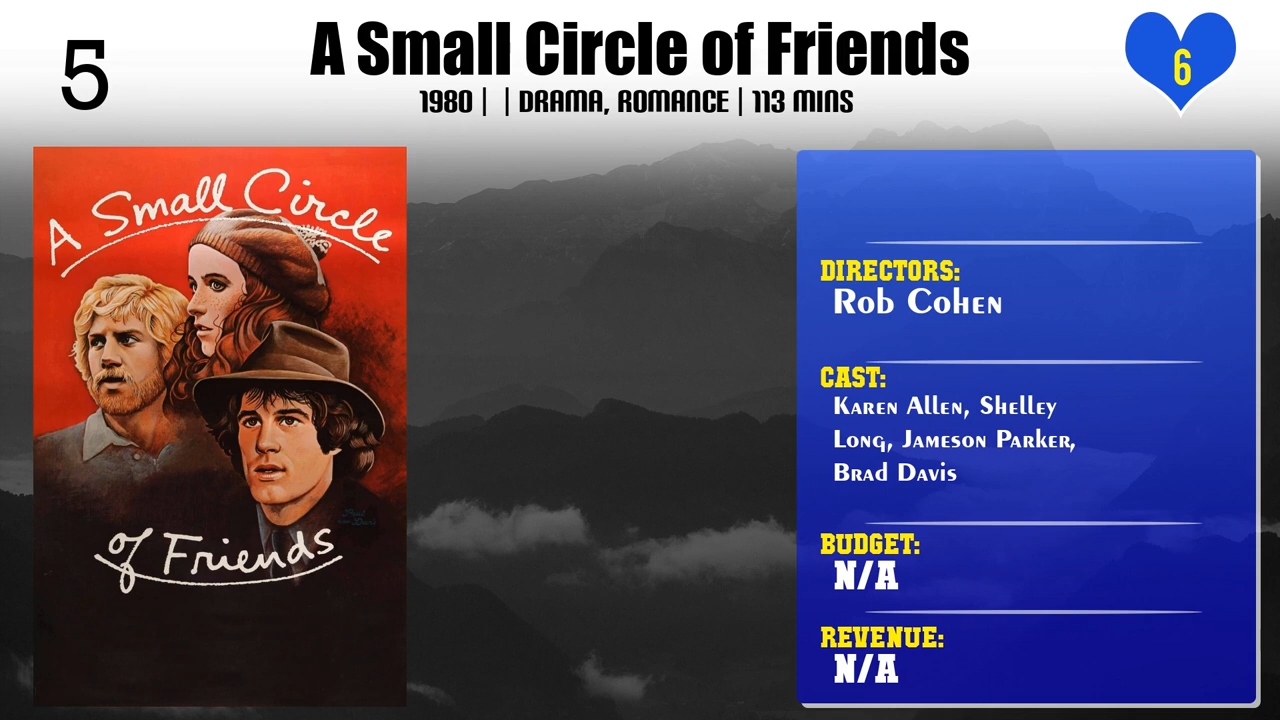 5
A Small Circle of Friends
6
1980 | | DRAMA, ROMANCE | 113 MINS
A Small Circle
of Friends
DIRECTORS:
Rob Cohen
CAST:
Karen Allen, Shelley
Long, Jameson Parker,
Brad Davis
BUDGET:
N/A
REVENUE:
N/A